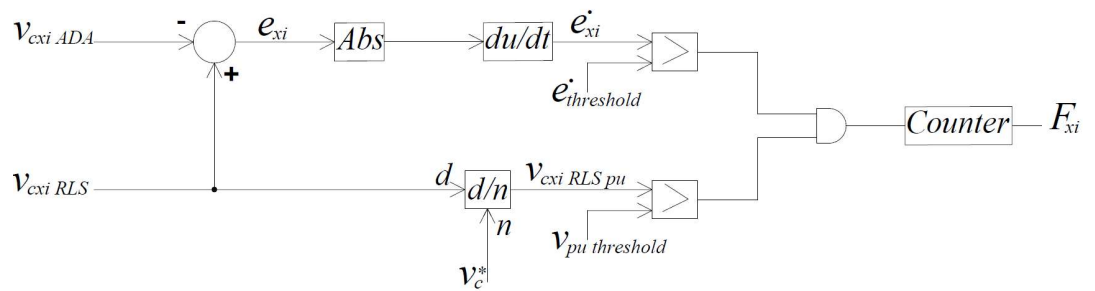 v_cxi ADA
-
e_xi
Abs
du/dt
ė_xi
>
+
ė_threshold
Counter
F_xi
v_cxi RLS
d
d/n
v_cxi RLS pu
>
n
v_pu threshold
v_c*